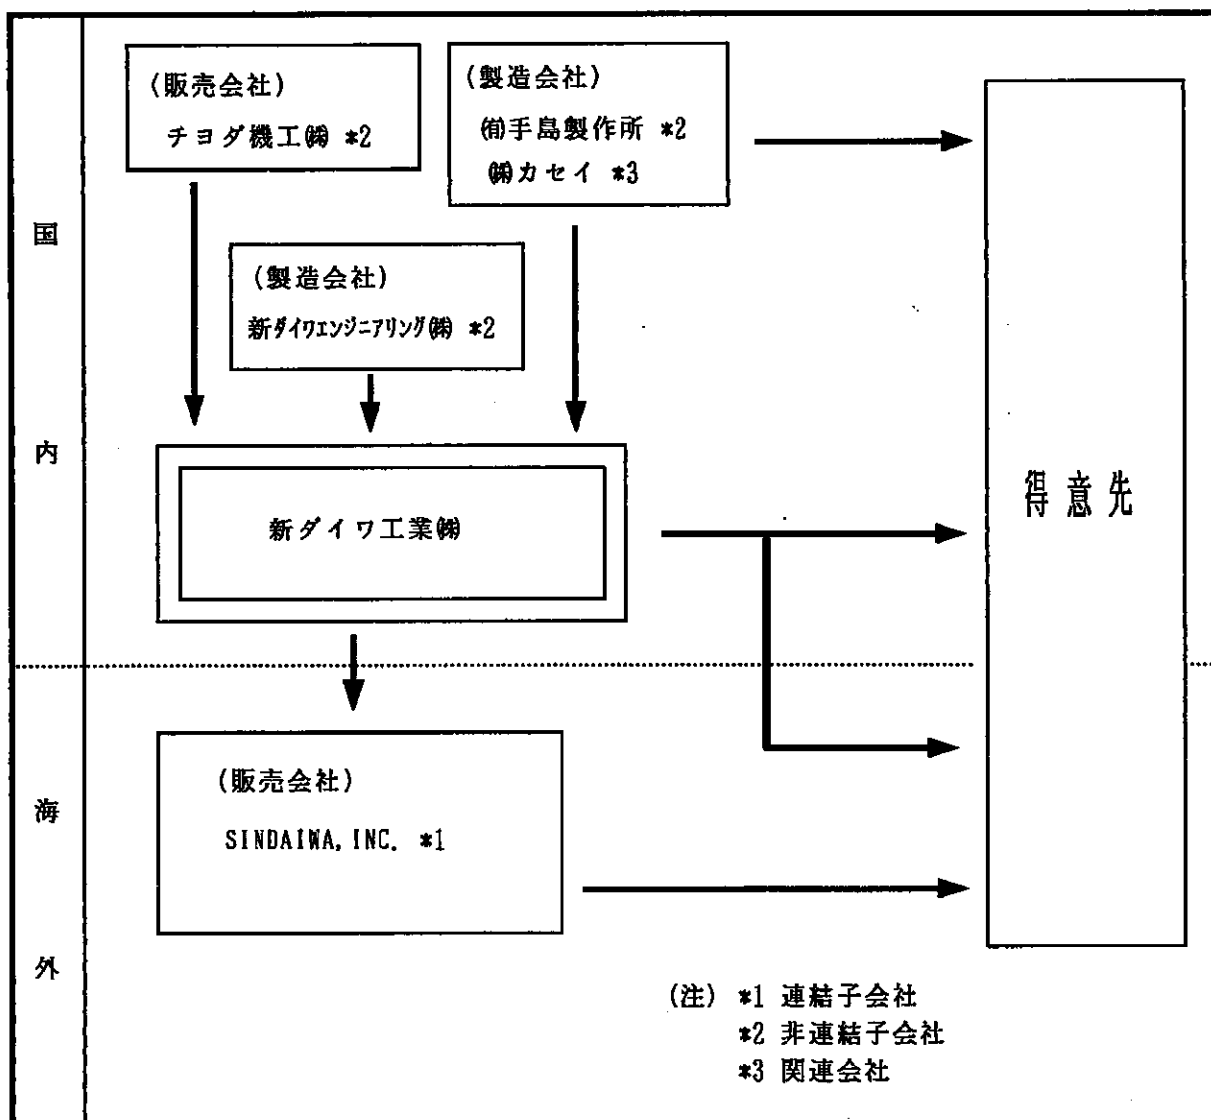 国内
(販売会社)
チヨダ機工㈱ *2
(製造会社)
㈲手島製作所 *2
㈱カセイ *3
(製造会社)
新ダイワエンジニアリング㈱ *2
新ダイワ工業㈱
得意先
海外
(販売会社)
SINDAIWA, INC. *1
(注) *1 連結子会社
*2 非連結子会社
*3 関連会社